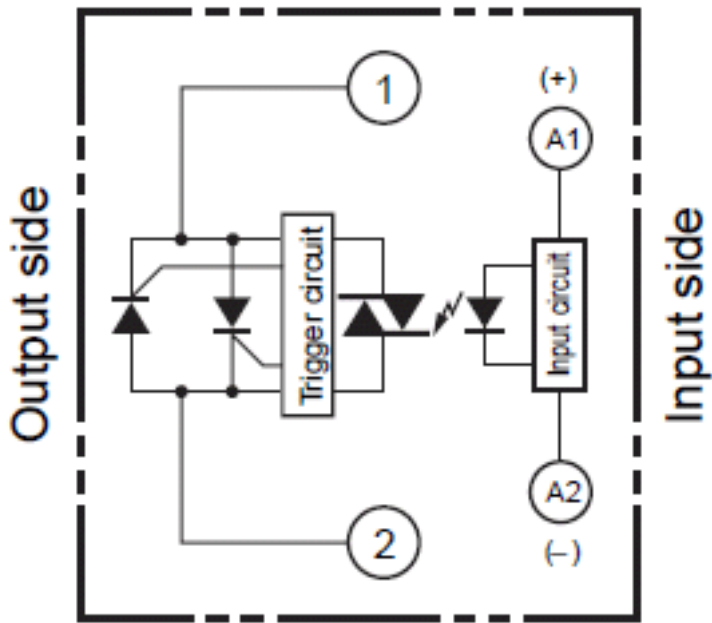 Output side
1
2
Trigger circuit
(+)
A1
Input circuit
A2
(–)
Input side